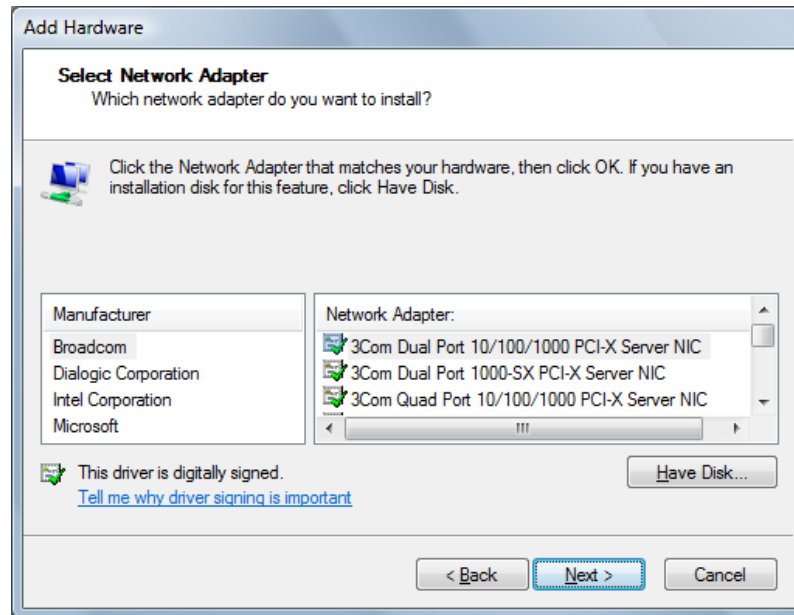 Add Hardware
Select Network Adapter
Which network adapter do you want to install?
Click the Network Adapter that matches your hardware, then click OK. If you have an
installation disk for this feature, click Have Disk.
Manufacturer
Broadcom
Dialogic Corporation
Intel Corporation
Microsoft
Network Adapter:
3Com Dual Port 10/100/1000 PCI-X Server NIC
3Com Dual Port 1000-SX PCI-X Server NIC
3Com Quad Port 10/100/1000 PCI-X Server NIC
This driver is digitally signed.
Tell me why driver signing is important
Have Disk...
< Back
Next >
Cancel